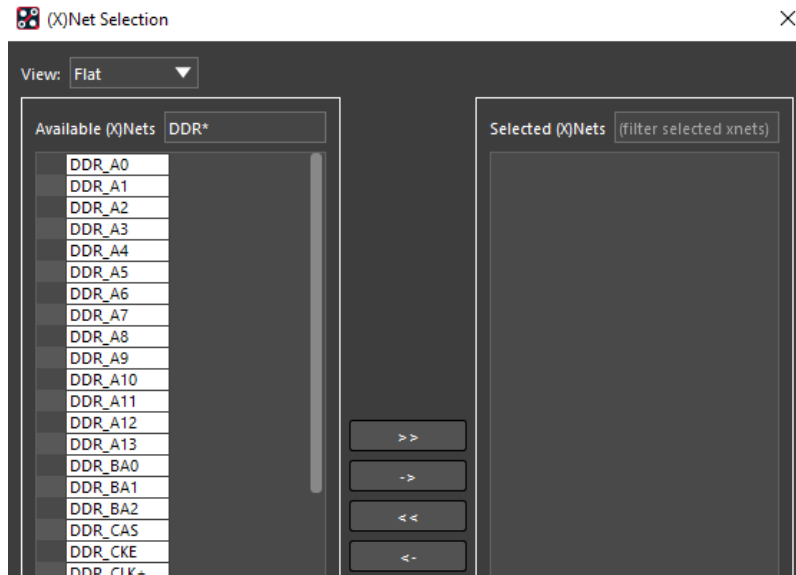 (X)Net Selection
View: Flat
Available (X)Nets DDR*
DDR_A0
DDR_A1
DDR_A2
DDR_A3
DDR_A4
DDR_A5
DDR_A6
DDR_A7
DDR_A8
DDR_A9
DDR_A10
DDR_A11
DDR_A12
DDR_A13
DDR_BA0
DDR_BA1
DDR_BA2
DDR_CAS
DDR_CKE
DDR_CLK+
>>
->
<<
<-
Selected (X)Nets (filter selected xnets)